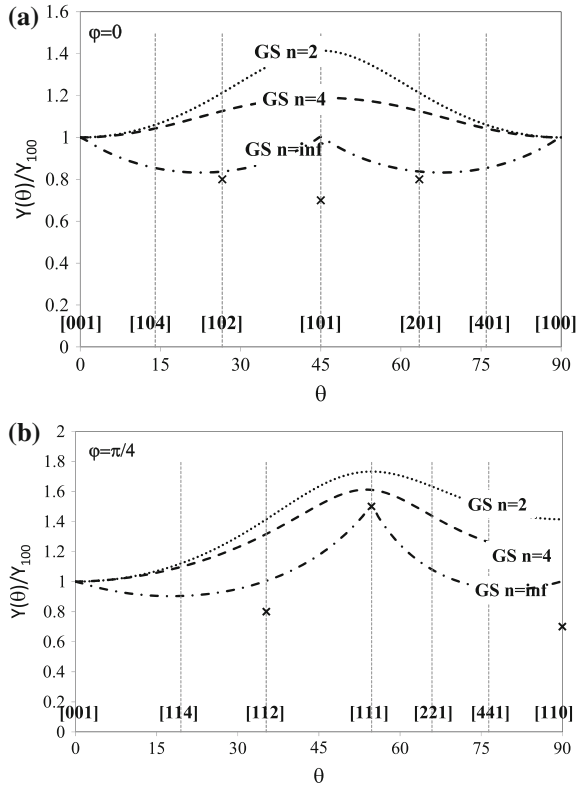 (a)
φ=0
1.6
1.4
1.2
1
0.8
0.6
0.4
0.2
0
Y(θ)/Y100
GS n=2
GS n=4
GS n=inf
[001] [104] [102] [101] [201] [401] [100]
0 15 30 45 60 75 90
θ
(b)
φ=π/4
2
1.8
1.6
1.4
1.2
1
0.8
0.6
0.4
0.2
0
Y(θ)/Y100
GS n=2
GS n=4
GS n=inf
[001] [114] [112] [111] [221] [441] [110]
0 15 30 45 60 75 90
θ